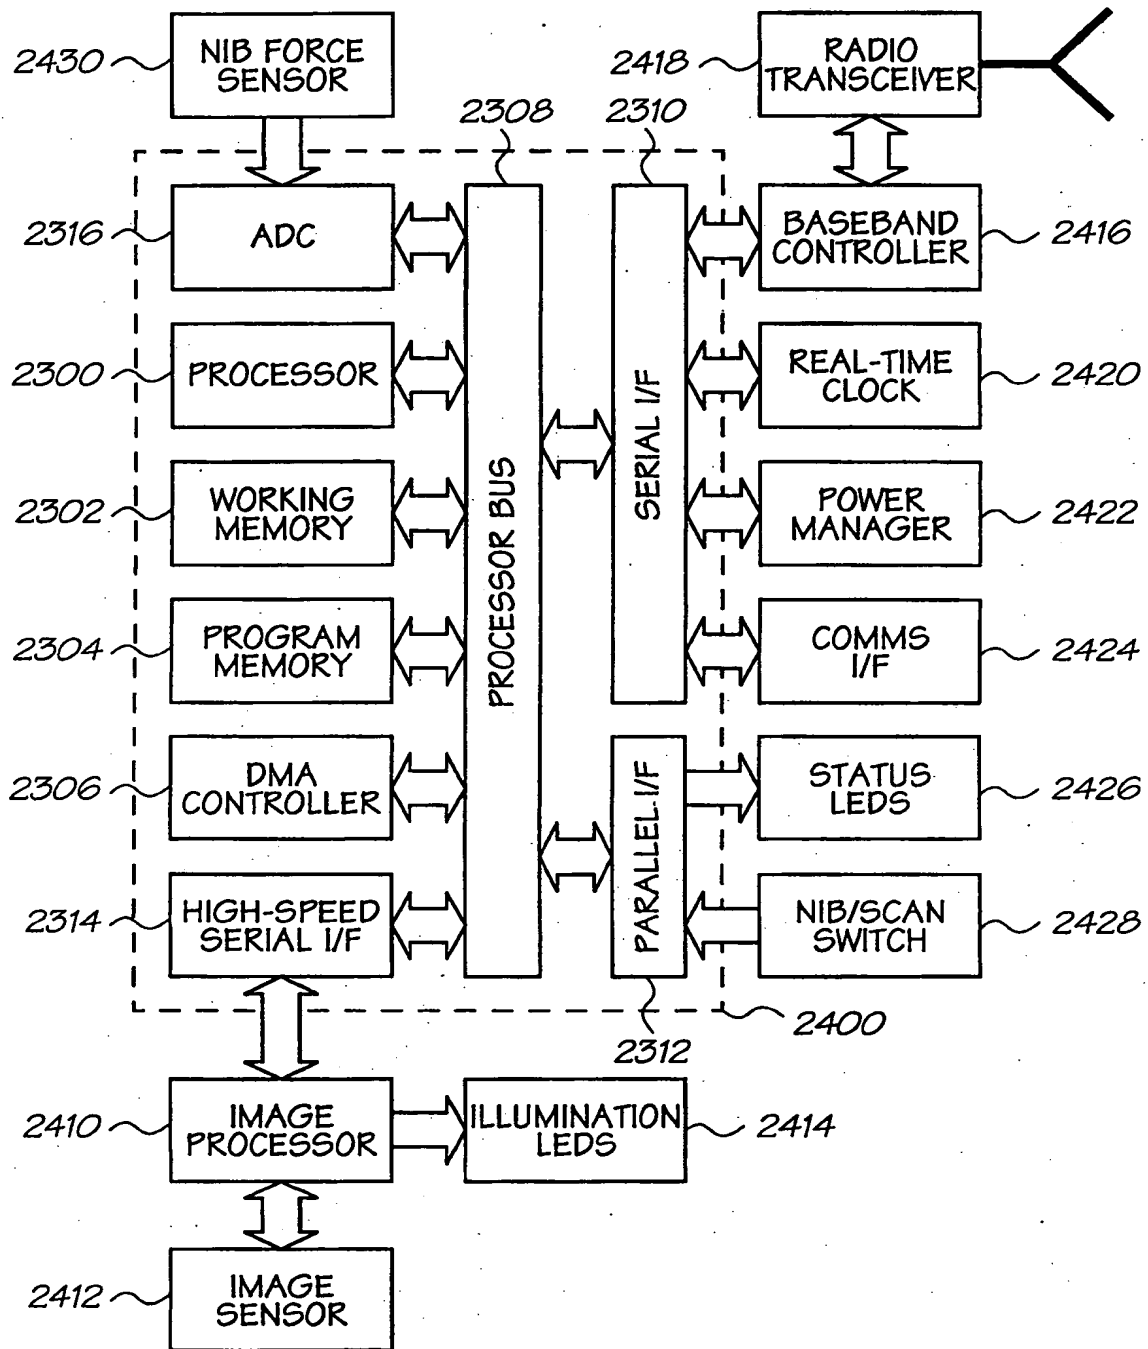 2430
NIB FORCE
SENSOR
2418
RADIO
TRANSCEIVER
2308
2310
2316
ADC
BASEBAND
CONTROLLER
2416
2300
PROCESSOR
REAL-TIME
CLOCK
2420
2302
WORKING
MEMORY
PROCESSOR BUS
SERIAL I/F
POWER
MANAGER
2422
2304
PROGRAM
MEMORY
COMMS
I/F
2424
2306
DMA
CONTROLLER
PARALLEL I/F
STATUS
LEDS
2426
2314
HIGH-SPEED
SERIAL I/F
NIB/SCAN
SWITCH
2428
2312
2400
2410
IMAGE
PROCESSOR
ILLUMINATION
LEDS
2414
2412
IMAGE
SENSOR